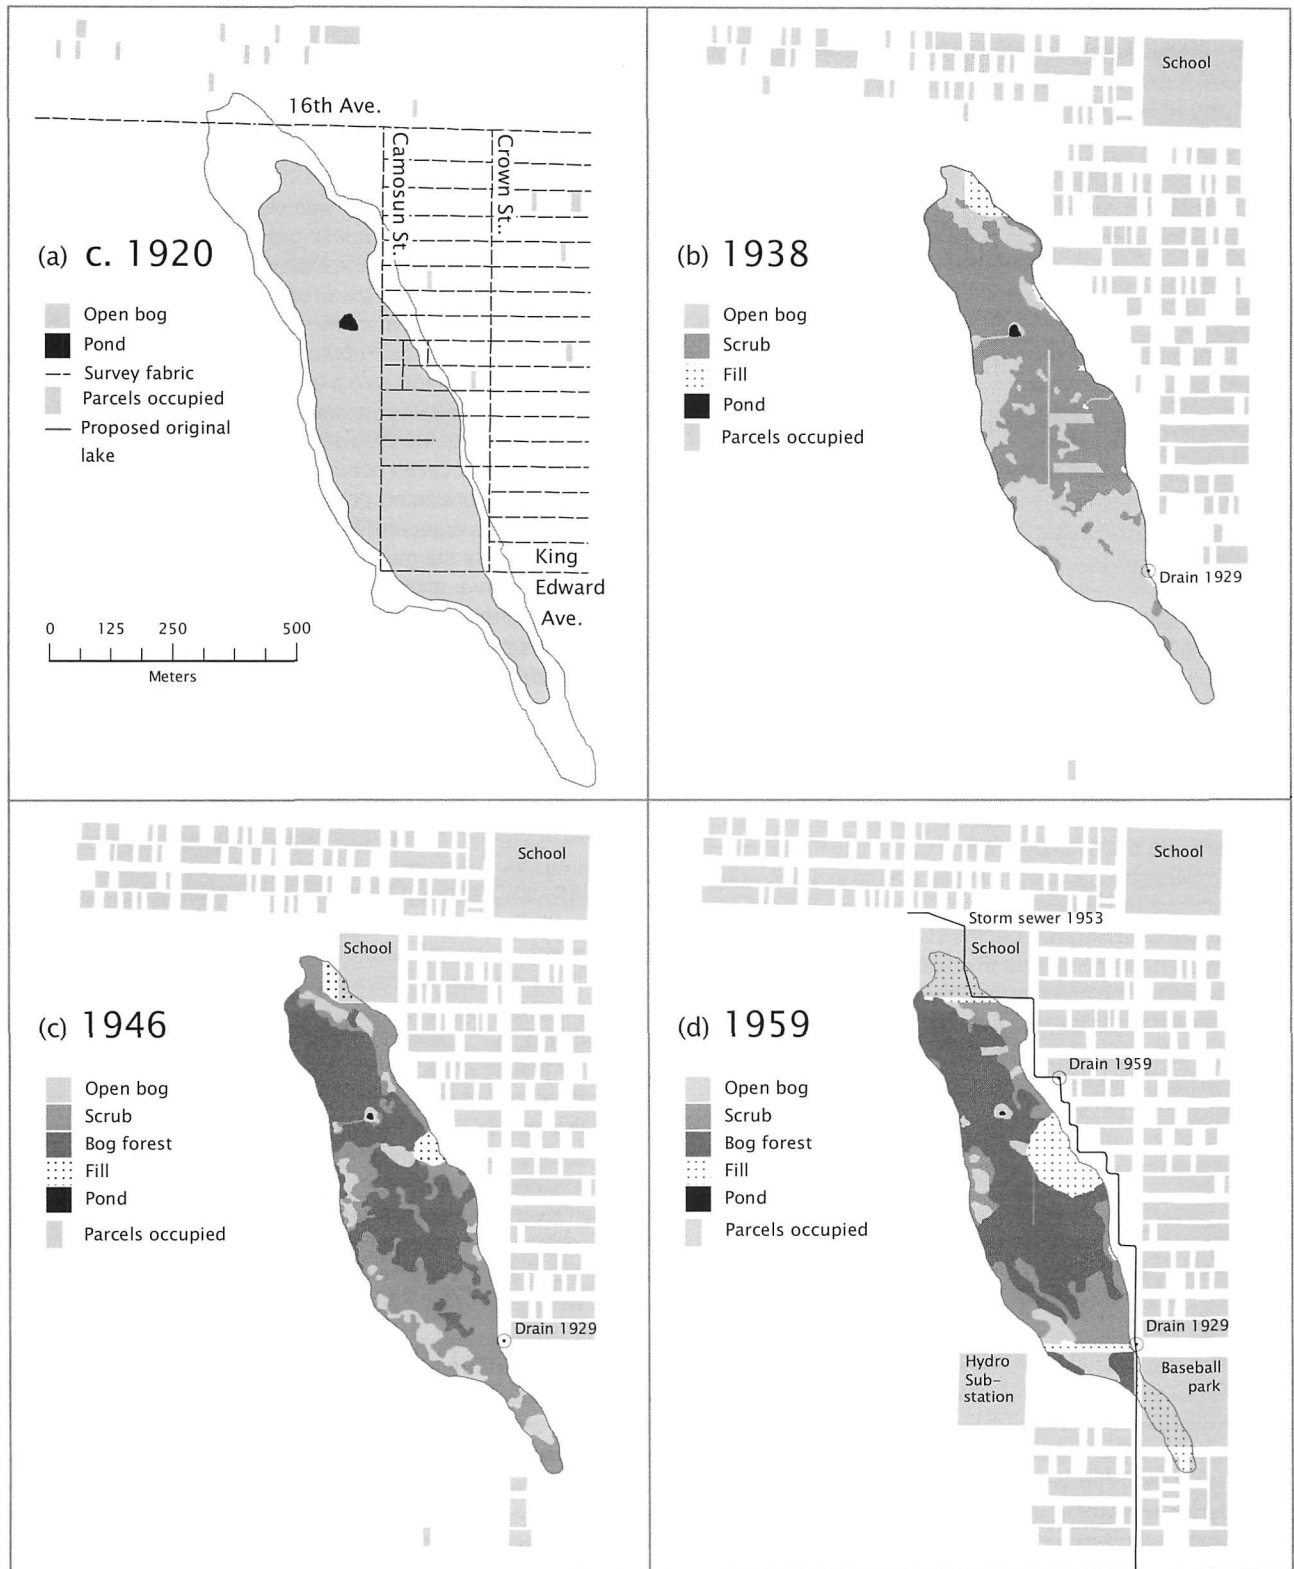 16th Ave.
Camosun St.
Crown St..
(a) c. 1920
Open bog
Pond
Survey fabric
Parcels occupied
Proposed original
lake
King
Edward
Ave.
0 125 250 500
Meters
School
(b) 1938
Open bog
Scrub
Fill
Pond
Parcels occupied
Drain 1929
School
School
(c) 1946
Open bog
Scrub
Bog forest
Fill
Pond
Parcels occupied
Drain 1929
School
Storm sewer 1953
School
(d) 1959
Drain 1959
Open bog
Scrub
Bog forest
Fill
Pond
Parcels occupied
Drain 1929
Hydro
Sub-
station
Baseball
park